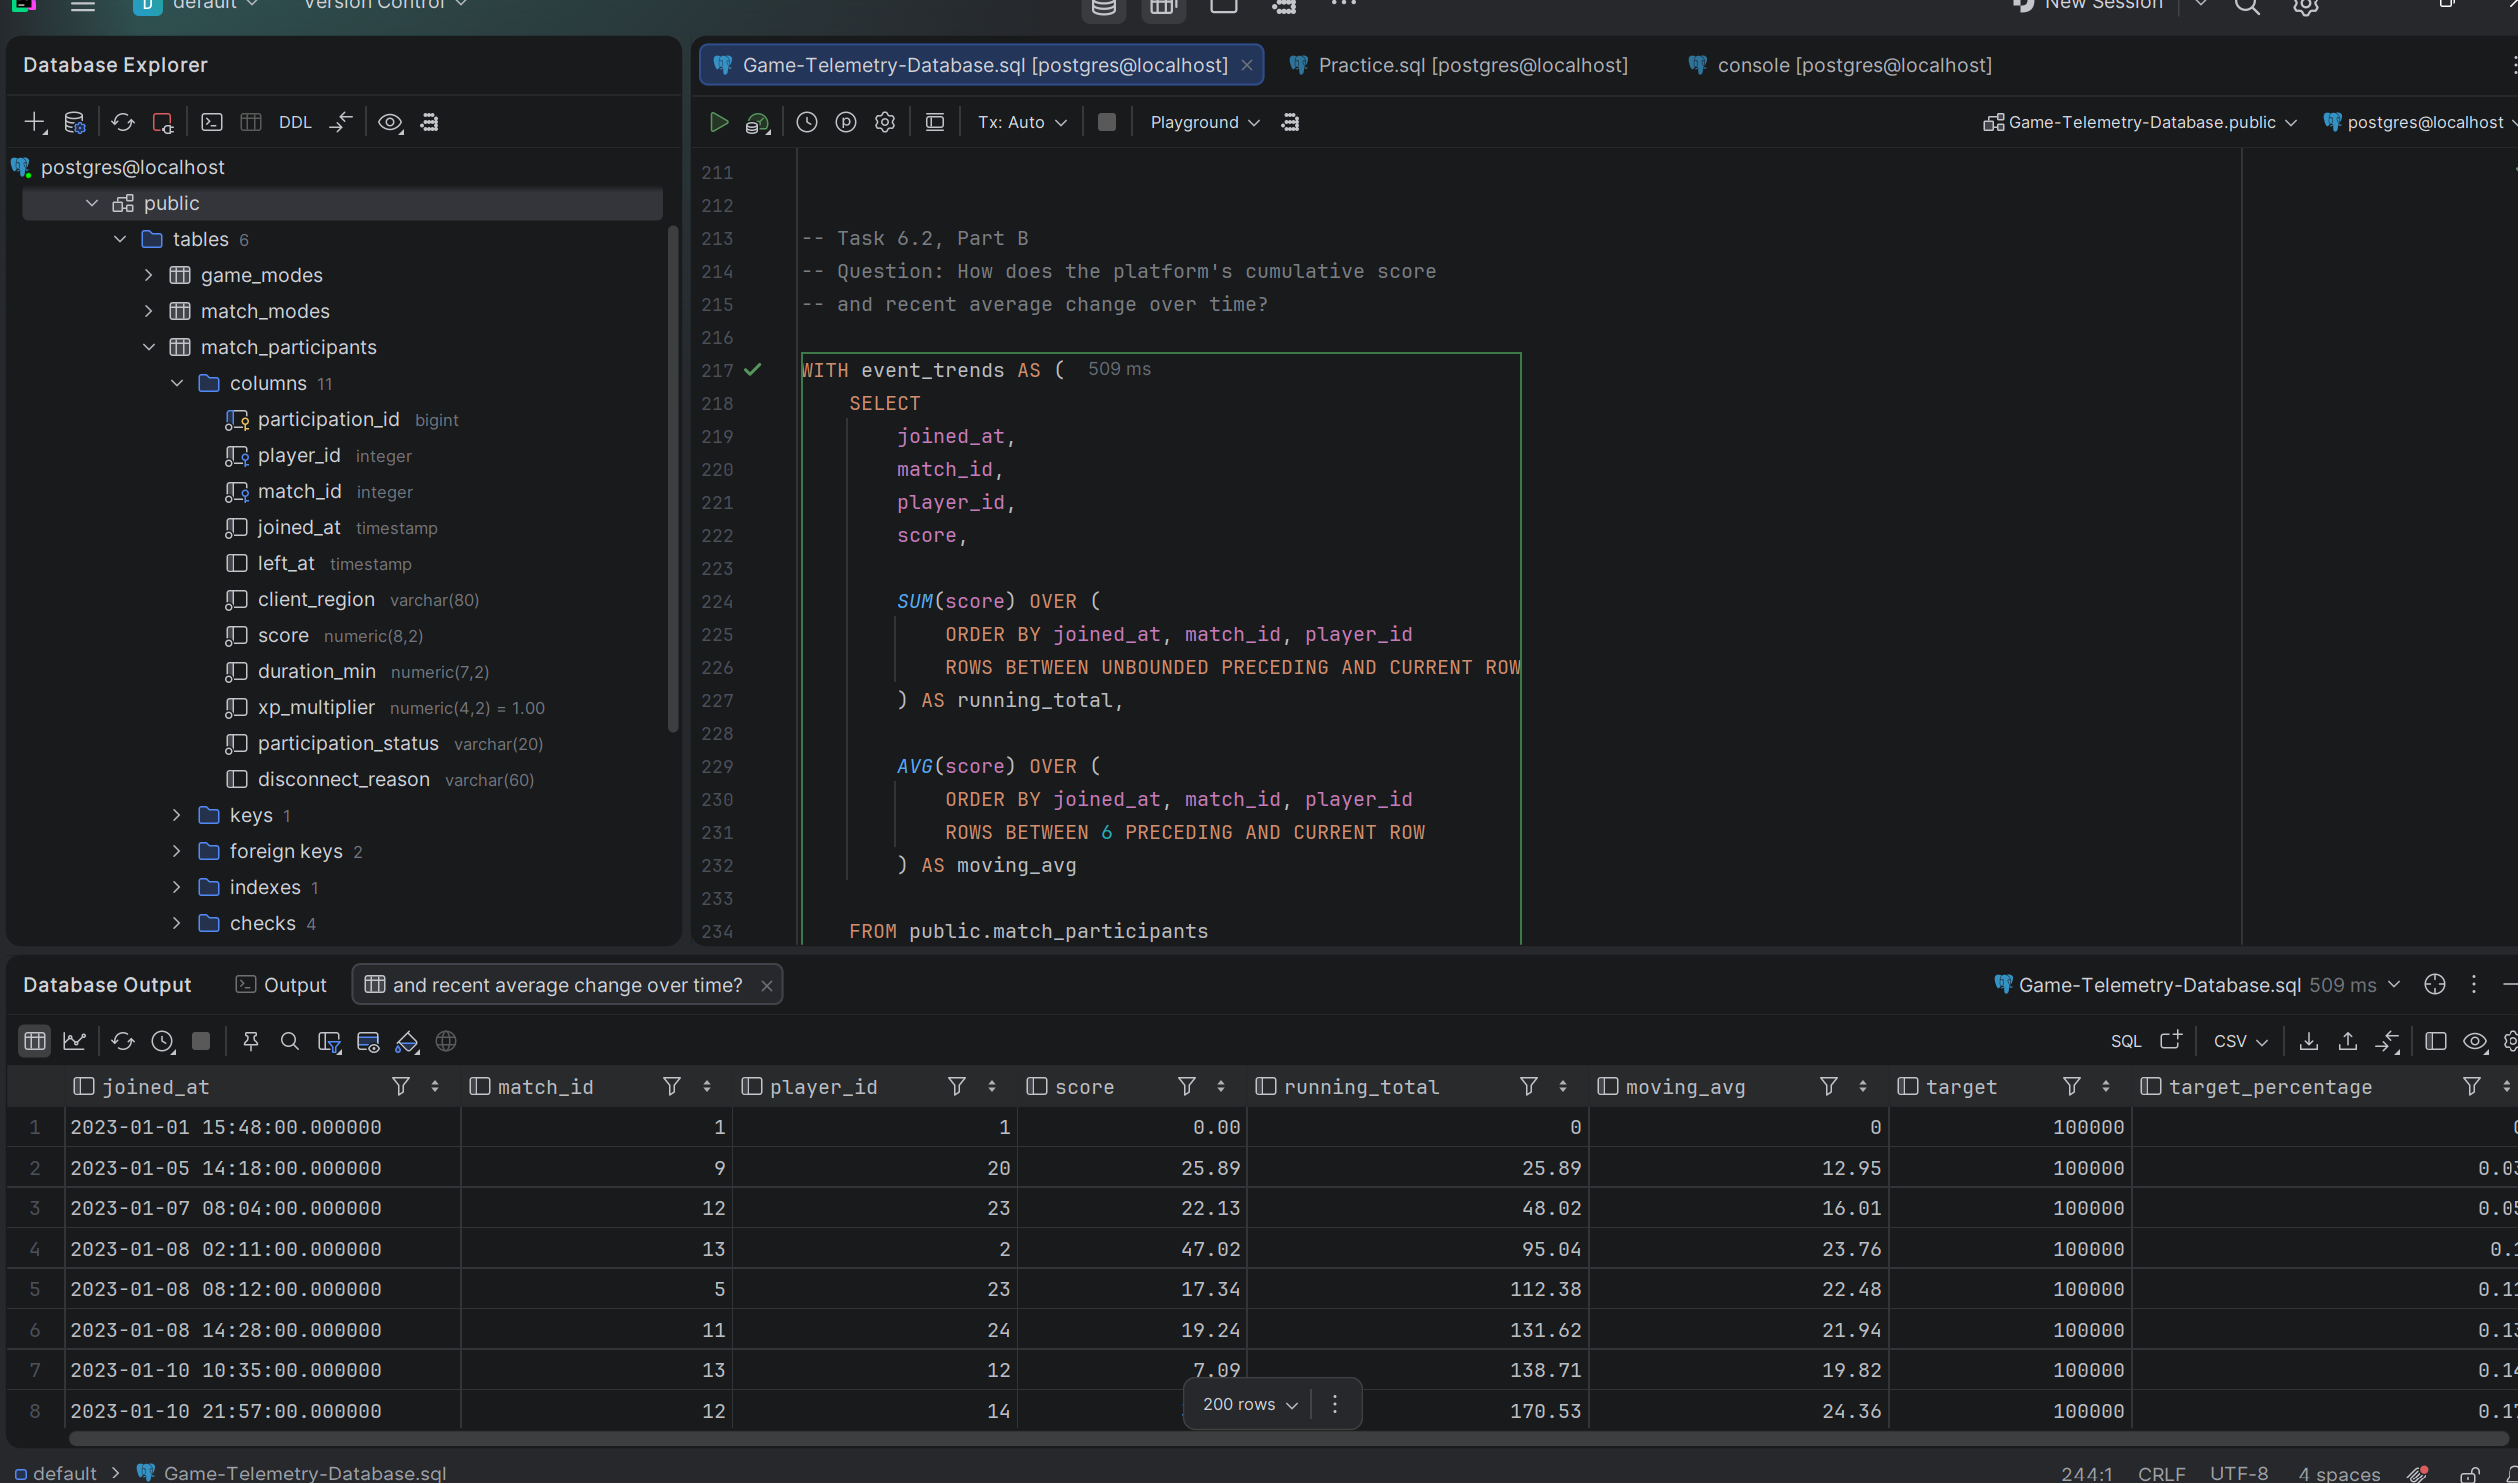 default
Version Control
New Session
Database Explorer
Game-Telemetry-Database.sql [postgres@localhost]
Practice.sql [postgres@localhost]
console [postgres@localhost]
DDL
Tx: Auto
Playground
Game-Telemetry-Database.public
postgres@localhost
postgres@localhost
public
tables 6
game_modes
match_modes
match_participants
columns 11
participation_id bigint
player_id integer
match_id integer
joined_at timestamp
left_at timestamp
client_region varchar(80)
score numeric(8,2)
duration_min numeric(7,2)
xp_multiplier numeric(4,2) = 1.00
participation_status varchar(20)
disconnect_reason varchar(60)
keys 1
foreign keys 2
indexes 1
checks 4
211
212
213 -- Task 6.2, Part B
214 -- Question: How does the platform's cumulative score
215 -- and recent average change over time?
216
217 WITH event_trends AS ( 509 ms
218 SELECT
219 joined_at,
220 match_id,
221 player_id,
222 score,
223
224 SUM(score) OVER (
225 ORDER BY joined_at, match_id, player_id
226 ROWS BETWEEN UNBOUNDED PRECEDING AND CURRENT ROW
227 ) AS running_total,
228
229 AVG(score) OVER (
230 ORDER BY joined_at, match_id, player_id
231 ROWS BETWEEN 6 PRECEDING AND CURRENT ROW
232 ) AS moving_avg
233
234 FROM public.match_participants
Database Output
Output
and recent average change over time?
Game-Telemetry-Database.sql 509 ms
SQL
CSV
joined_at match_id player_id score running_total moving_avg target target_percentage
1 2023-01-01 15:48:00.000000 1 1 0.00 0 0 100000
2 2023-01-05 14:18:00.000000 9 20 25.89 25.89 12.95 100000 0.03
3 2023-01-07 08:04:00.000000 12 23 22.13 48.02 16.01 100000 0.05
4 2023-01-08 02:11:00.000000 13 2 47.02 95.04 23.76 100000 0.1
5 2023-01-08 08:12:00.000000 5 23 17.34 112.38 22.48 100000 0.11
6 2023-01-08 14:28:00.000000 11 24 19.24 131.62 21.94 100000 0.13
7 2023-01-10 10:35:00.000000 13 12 7.09 138.71 19.82 100000 0.14
8 2023-01-10 21:57:00.000000 12 14 170.53 24.36 100000 0.17
200 rows
default
Game-Telemetry-Database.sql
244:1 CRLF UTF-8 4 spaces